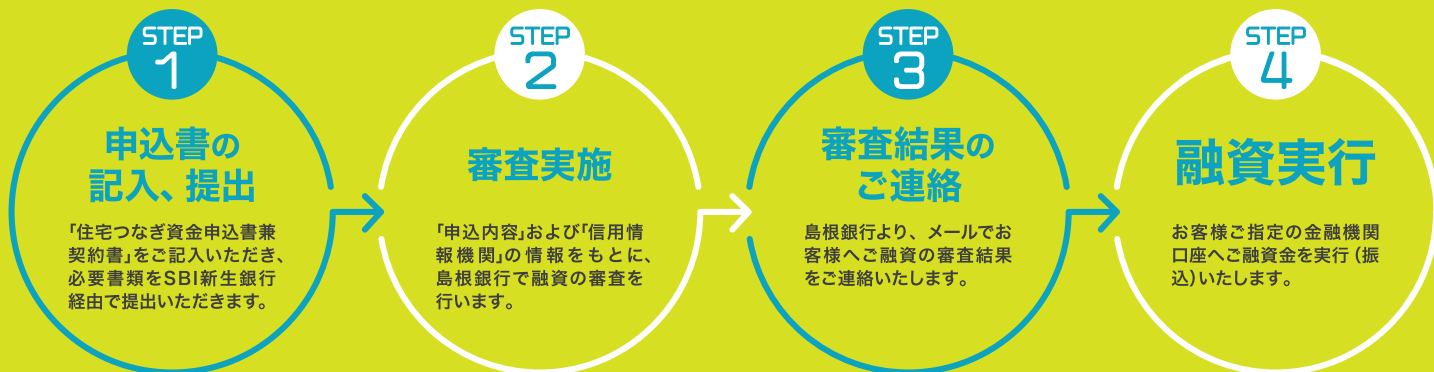 STEP
1
申込書の
記入、提出
「住宅つなぎ資金申込書兼
契約書」をご記入いただき、
必要書類をSBI新生銀行
経由で提出いただきます。
STEP
2
審査実施
「申込内容」および「信用情
報機関」の情報をもとに、
島根銀行で融資の審査を
行います。
STEP
3
審査結果の
ご連絡
島根銀行より、メールでお
客様へご融資の審査結果
をご連絡いたします。
STEP
4
融資実行
お客様ご指定の金融機関
口座へご融資金を実行（振
込）いたします。